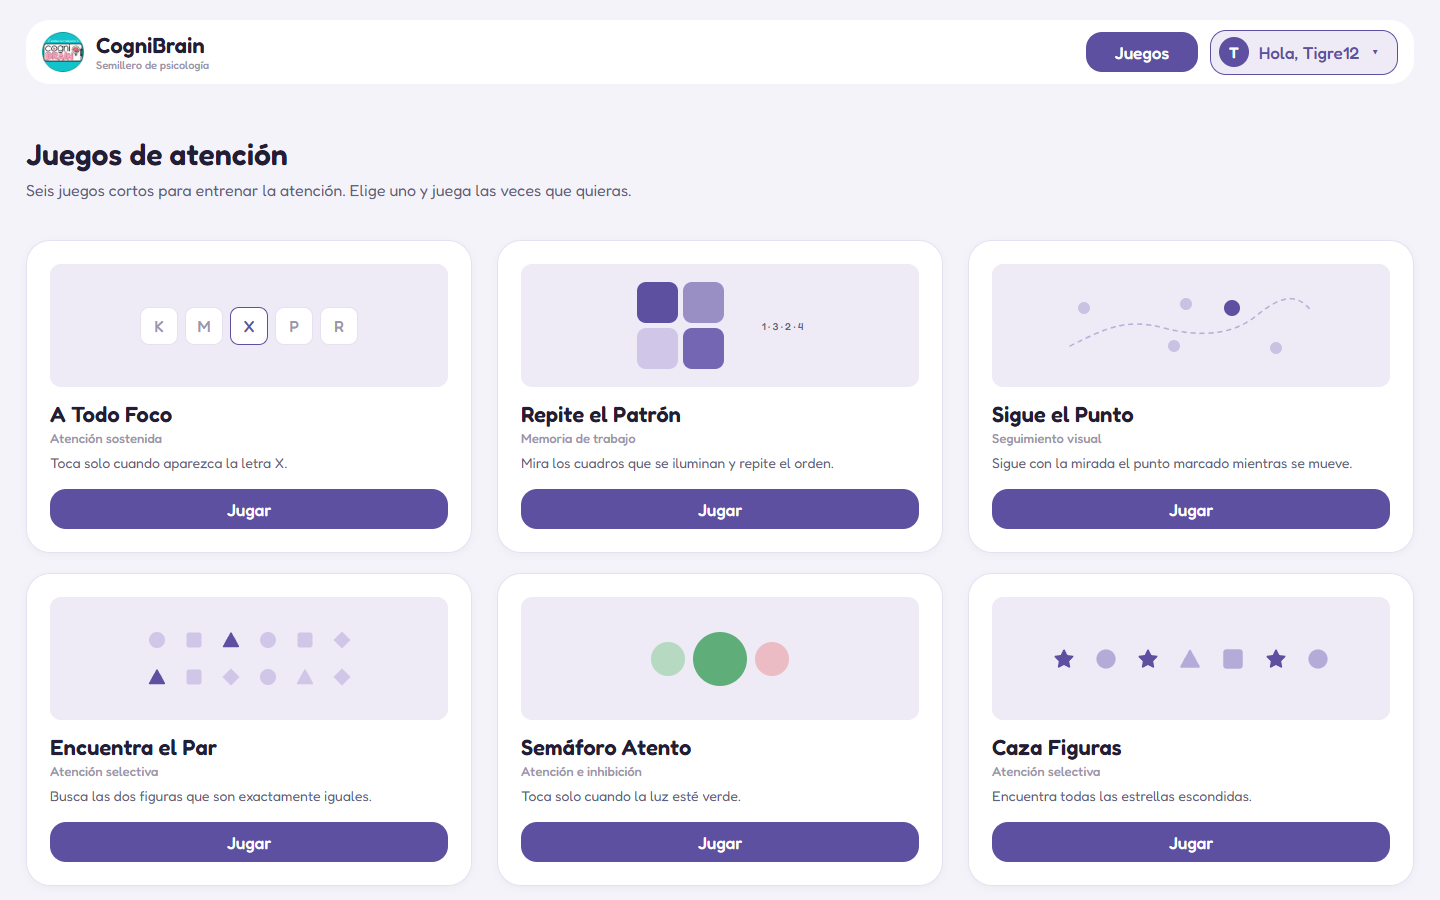 cogni
BRAIN
CogniBrain
Semillero de psicología
Juegos
T
Hola, Tigre12
Juegos de atención
Seis juegos cortos para entrenar la atención. Elige uno y juega las veces que quieras.
K M X P R
A Todo Foco
Atención sostenida
Toca solo cuando aparezca la letra X.
Jugar
1·3·2·4
Repite el Patrón
Memoria de trabajo
Mira los cuadros que se iluminan y repite el orden.
Jugar
Sigue el Punto
Seguimiento visual
Sigue con la mirada el punto marcado mientras se mueve.
Jugar
Encuentra el Par
Atención selectiva
Busca las dos figuras que son exactamente iguales.
Jugar
Semáforo Atento
Atención e inhibición
Toca solo cuando la luz esté verde.
Jugar
Caza Figuras
Atención selectiva
Encuentra todas las estrellas escondidas.
Jugar